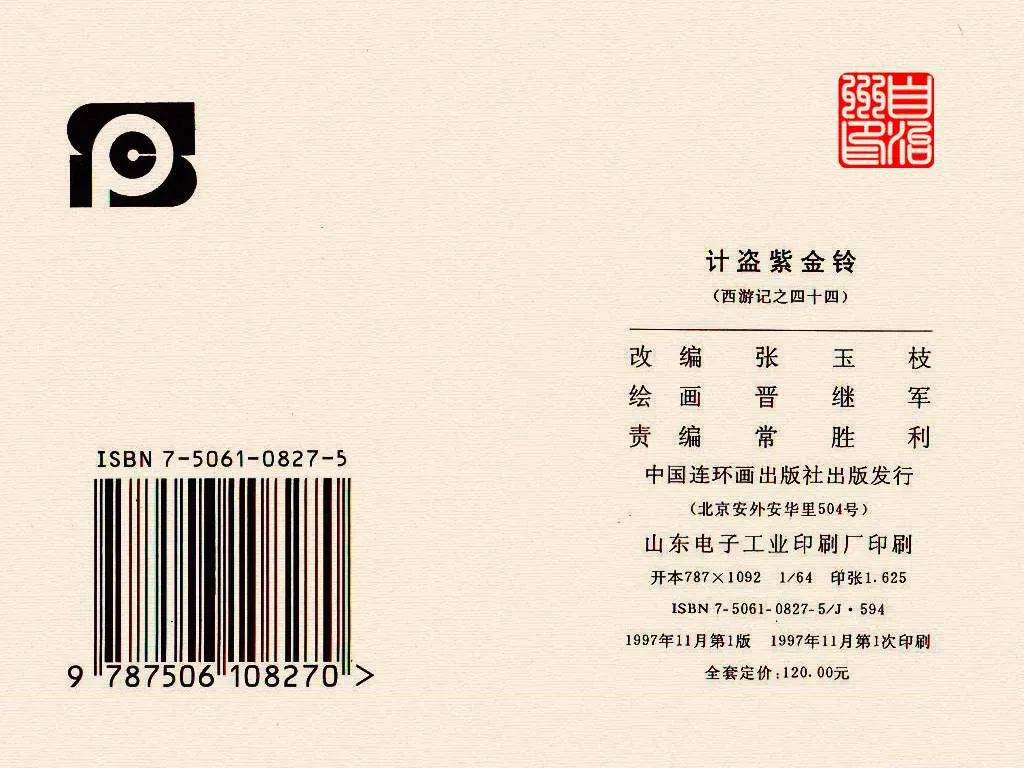 计盗紫金铃
(西游记之四十四)
改编 张玉枝
绘画 晋继军
责编 常胜利
中国连环画出版社出版发行
(北京安外安华里504号)
山东电子工业印刷厂印刷
开本787×1092 1/64 印张1.625
ISBN 7-5061-0827-5/J·594
1997年11月第1版 1997年11月第1次印刷
全套定价:120.00元
ISBN 7-5061-0827-5
9 787506 108270 >